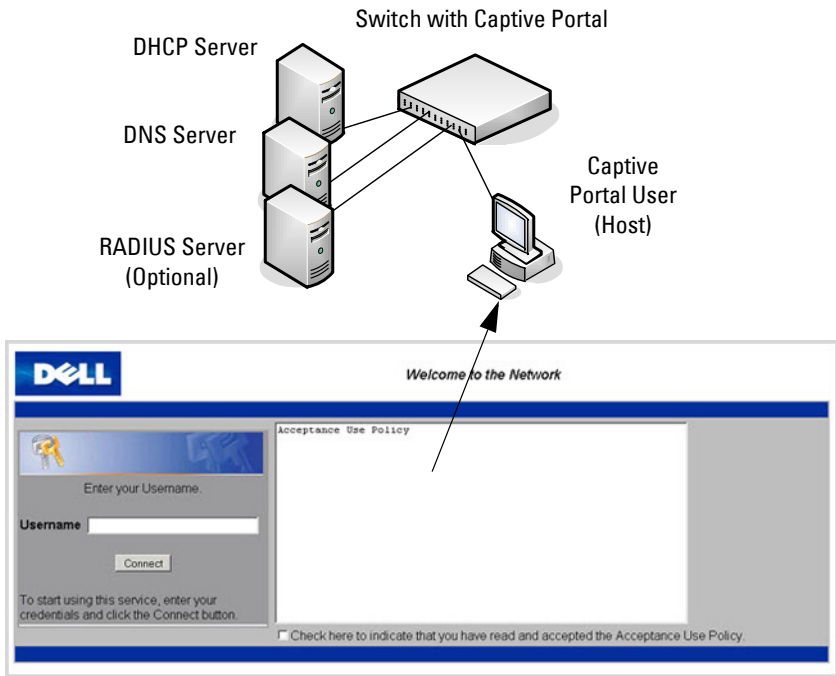 Switch with Captive Portal
DHCP Server
DNS Server
Captive
Portal User
(Host)
RADIUS Server
(Optional)
DELL
Welcome to the Network
Acceptance Use Policy
Enter your Username.
Username
Connect
To start using this service, enter your
credentials and click the Connect button.
Check here to indicate that you have read and accepted the Acceptance Use Policy.